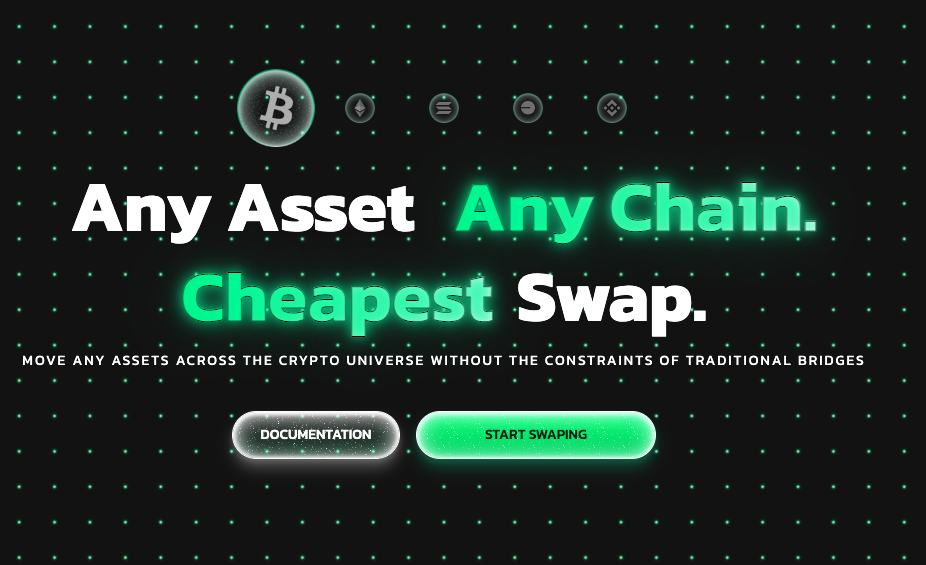 Any Asset Any Chain.
Cheapest Swap.
MOVE ANY ASSETS ACROSS THE CRYPTO UNIVERSE WITHOUT THE CONSTRAINTS OF TRADITIONAL BRIDGES
DOCUMENTATION START SWAPING